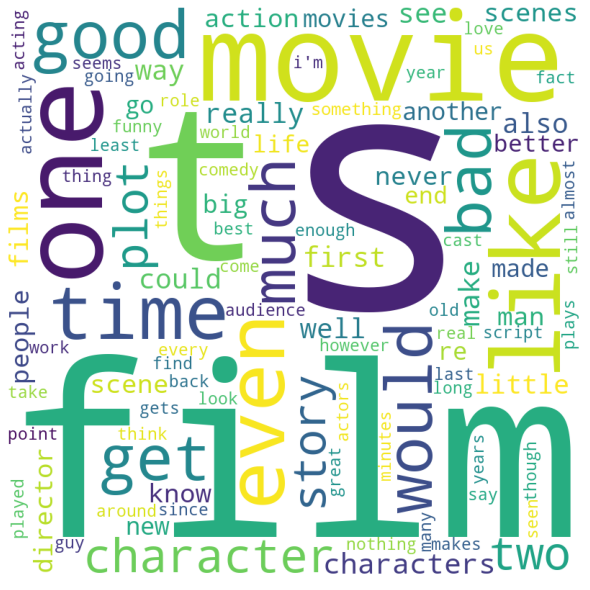 good
movie
action
movies
see
love
scenes
acting
actually
seems
going
way
i'm
year
us
fact
one
go
role
funny
really
something
another
also
t
s
bad
like
least
plot
world
life
better
thing
things
comedy
big
best
much
never
end
cast
almost
still
films
come
enough
first
could
made
make
time
audience
well
old
man
plays
people
work
would
re
real
script
film
even
story
every
find
however
last
long
little
take
scene
back
look
actors
gets
get
point
think
great
minutes
director
know
since
around
new
guy
played
character
characters
nothing
many
makes
say
years
seen
though
two